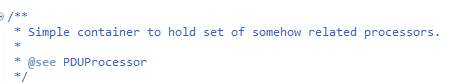 /**
* Simple container to hold set of somehow related processors.
*
* @see PDUProcessor
*/